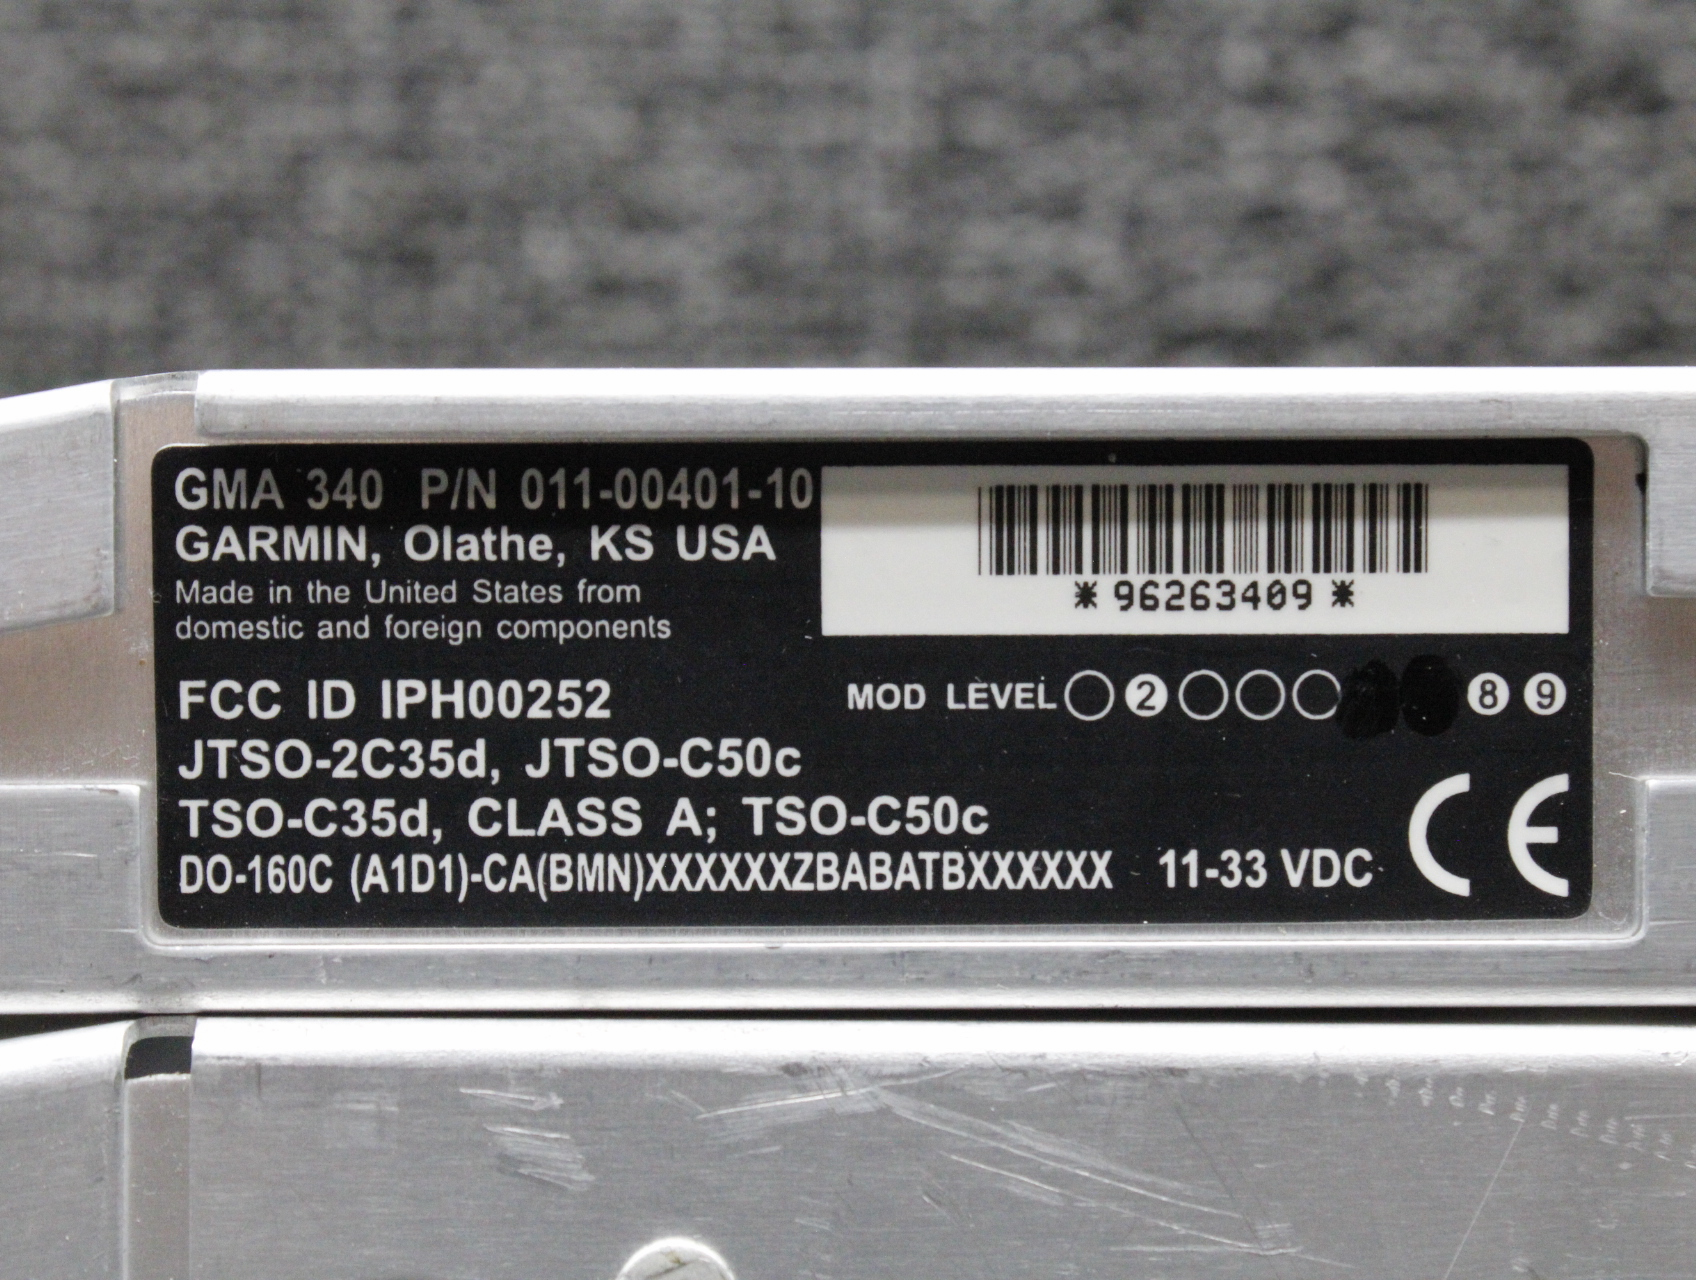 GMA 340 P/N 011-00401-10
GARMIN, Olathe, KS USA
Made in the United States from
domestic and foreign components
*96263409*
FCC ID IPH00252
MOD LEVEL 2 8 9
JTSO-2C35d, JTSO-C50c
TSO-C35d, CLASS A; TSO-C50c
DO-160C (A1D1)-CA(BMN)XXXXXXZBABATBXXXXXX 11-33 VDC
CE